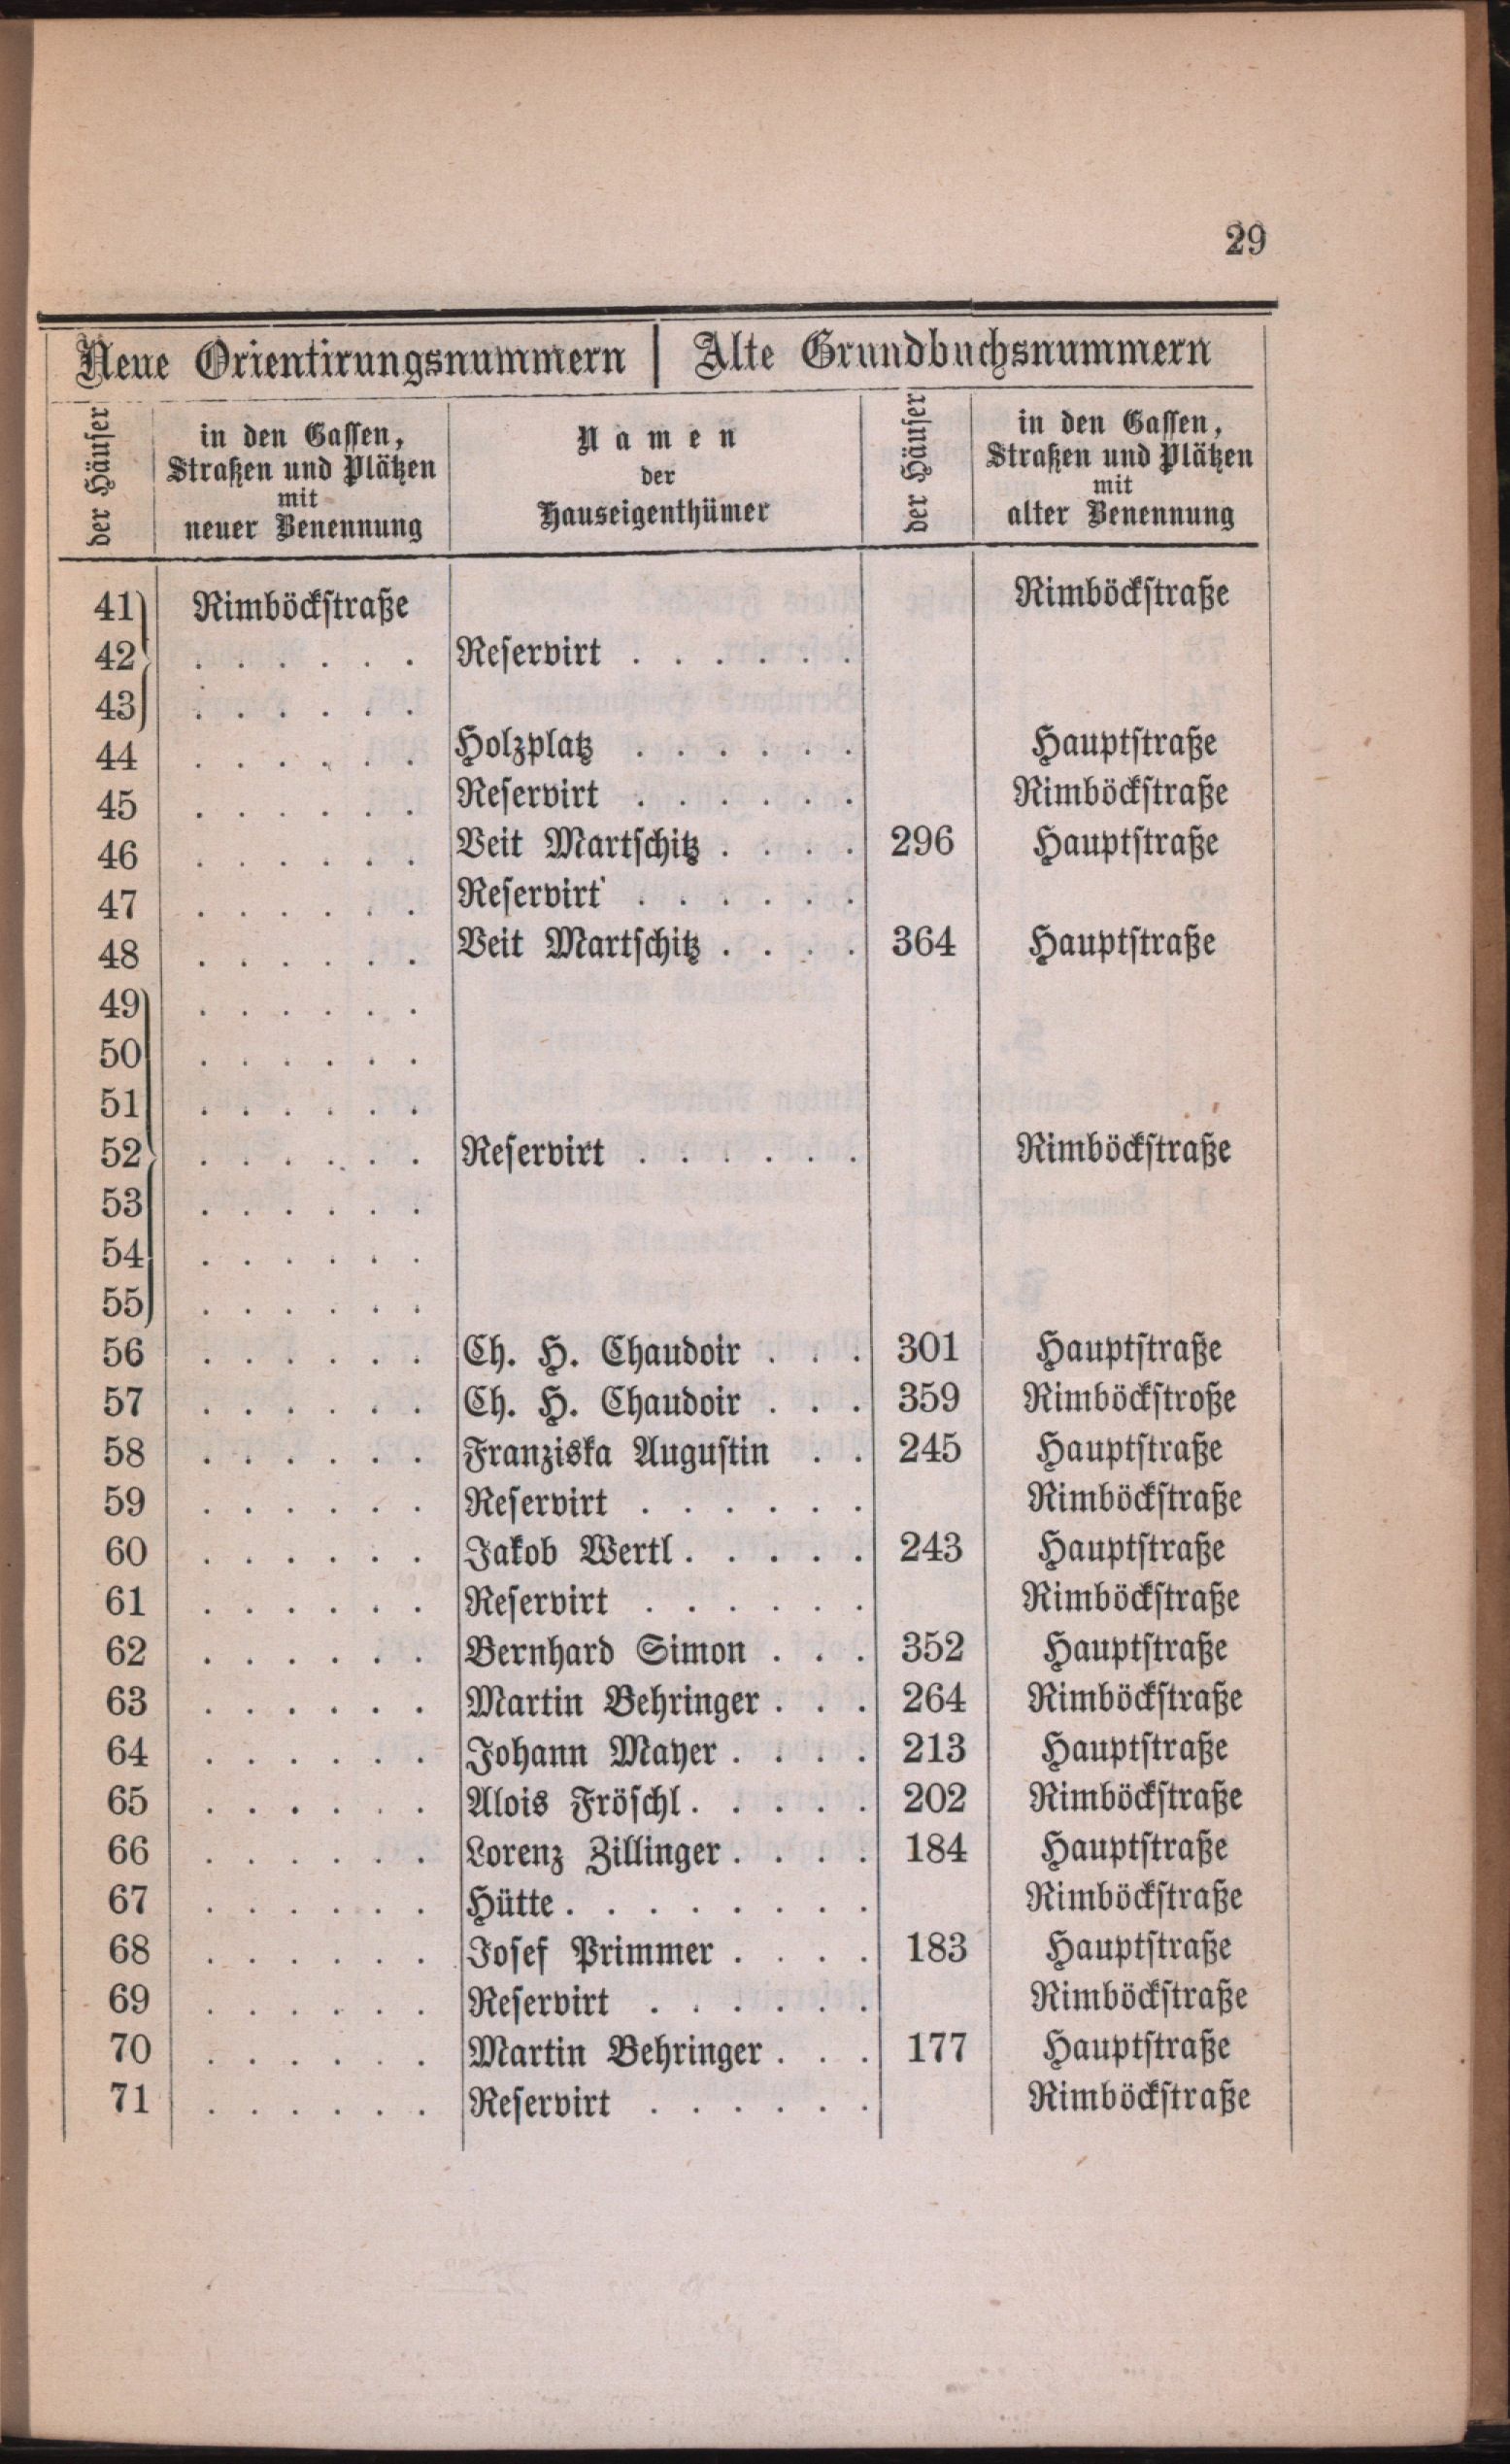 29
Neue Orientirungsnummern | Alte Grundbuchsnummern
der Häuser
in den Gassen,
Straßen und Plätzen
mit
neuer Benennung
Namen
der
Hauseigenthümer
der Häuser
in den Gassen,
Straßen und Plätzen
mit
alter Benennung
41 Rimböckstraße Rimböckstraße
42 . . . . . . Reservirt . . . . . .
43 . . . . . .
44 . . . . . . Holzplatz . . . . . . Hauptstraße
45 . . . . . . Reservirt . . . . . . Rimböckstraße
46 . . . . . . Veit Martschitz . . . . 296 Hauptstraße
47 . . . . . . Reservirt . . . . . .
48 . . . . . . Veit Martschitz . . . . 364 Hauptstraße
49 . . . . . .
50 . . . . . .
51 . . . . . .
52 . . . . . . Reservirt . . . . . . Rimböckstraße
53 . . . . . .
54 . . . . . .
55 . . . . . .
56 . . . . . . Ch. H. Chaudoir . . . 301 Hauptstraße
57 . . . . . . Ch. H. Chaudoir . . . 359 Rimböckstroße
58 . . . . . . Franziska Augustin . . 245 Hauptstraße
59 . . . . . . Reservirt . . . . . . Rimböckstraße
60 . . . . . . Jakob Wertl . . . . . 243 Hauptstraße
61 . . . . . . Reservirt . . . . . . Rimböckstraße
62 . . . . . . Bernhard Simon . . . 352 Hauptstraße
63 . . . . . . Martin Behringer . . . 264 Rimböckstraße
64 . . . . . . Johann Mayer . . . . 213 Hauptstraße
65 . . . . . . Alois Fröschl . . . . . 202 Rimböckstraße
66 . . . . . . Lorenz Zillinger . . . . 184 Hauptstraße
67 . . . . . . Hütte . . . . . . . . Rimböckstraße
68 . . . . . . Josef Primmer . . . . 183 Hauptstraße
69 . . . . . . Reservirt . . . . . . Rimböckstraße
70 . . . . . . Martin Behringer . . . 177 Hauptstraße
71 . . . . . . Reservirt . . . . . . Rimböckstraße